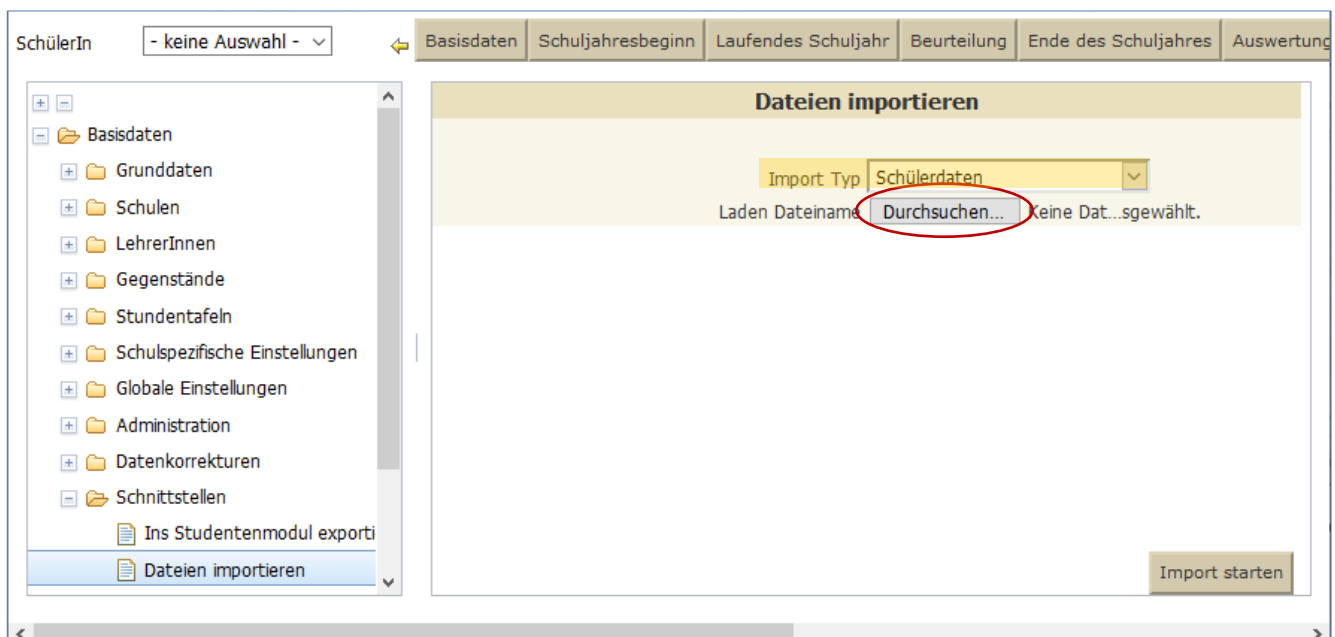 SchülerIn - keine Auswahl - Basisdaten Schuljahresbeginn Laufendes Schuljahr Beurteilung Ende des Schuljahres Auswertung
Basisdaten
Grunddaten
Schulen
LehrerInnen
Gegenstände
Stundentafeln
Schulspezifische Einstellungen
Globale Einstellungen
Administration
Datenkorrekturen
Schnittstellen
Ins Studentenmodul exporti
Dateien importieren
Dateien importieren
Import Typ Schülerdaten
Laden Dateiname Durchsuchen... Keine Dat...sgewählt.
Import starten